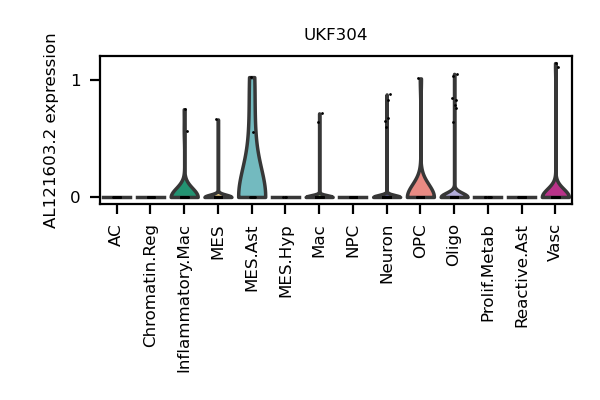 UKF304
AL121603.2 expression
1
0
AC
Chromatin.Reg
Inflammatory.Mac
MES
MES.Ast
MES.Hyp
Mac
NPC
Neuron
OPC
Oligo
Prolif.Metab
Reactive.Ast
Vasc